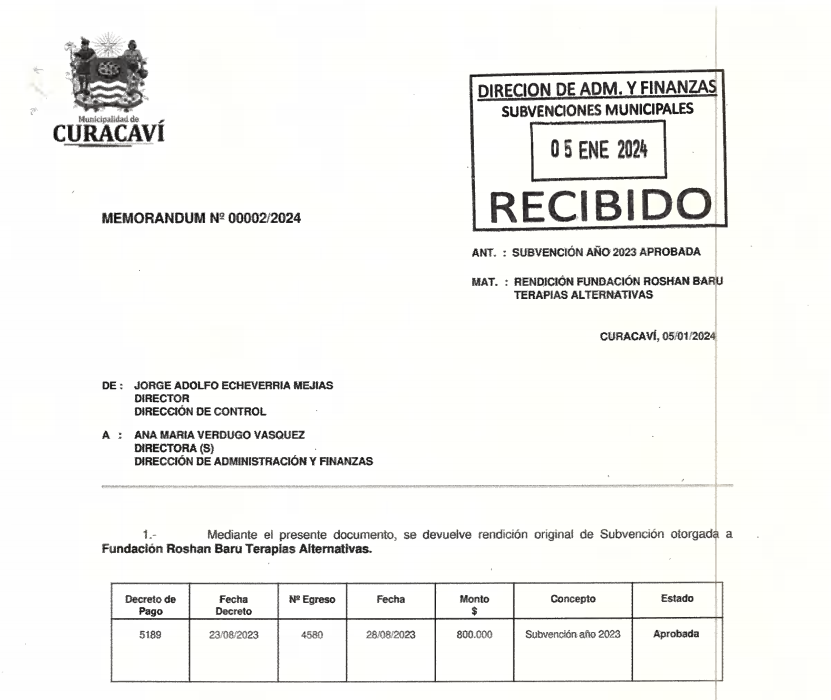 Municipalidad de
CURACAVÍ
DIRECION DE ADM. Y FINANZAS
SUBVENCIONES MUNICIPALES
05 ENE 2024
RECIBIDO
MEMORANDUM Nº 00002/2024
ANT. : SUBVENCIÓN AÑO 2023 APROBADA
MAT. : RENDICIÓN FUNDACIÓN ROSHAN BARU
TERAPIAS ALTERNATIVAS
CURACAVÍ, 05/01/2024
DE : JORGE ADOLFO ECHEVERRIA MEJIAS
DIRECTOR
DIRECCIÓN DE CONTROL
A : ANA MARIA VERDUGO VASQUEZ
DIRECTORA (S)
DIRECCIÓN DE ADMINISTRACIÓN Y FINANZAS
1.- Mediante el presente documento, se devuelve rendición original de Subvención otorgada a
Fundación Roshan Baru Terapias Alternativas.
Decreto de Pago Fecha Decreto Nº Egreso Fecha Monto $ Concepto Estado
5189 23/08/2023 4580 28/08/2023 800.000 Subvención año 2023 Aprobada